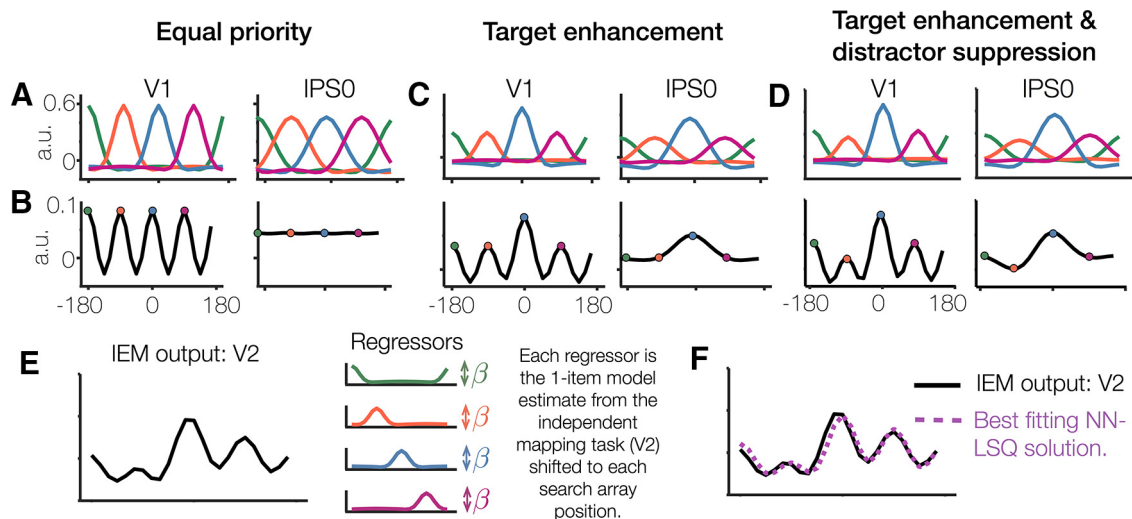 Equal priority
Target enhancement
Target enhancement &
distractor suppression
A
V1
IPS0
C
V1
IPS0
D
V1
IPS0
0.6
0
a.u.
B
0.1
0
a.u.
-180 0 180
-180 0 180
-180 0 180
E
IEM output: V2
Regressors
β
β
β
β
Each regressor is
the 1-item model
estimate from the
independent
mapping task (V2)
shifted to each
search array
position.
F
IEM output: V2
Best fitting NN-
LSQ solution.